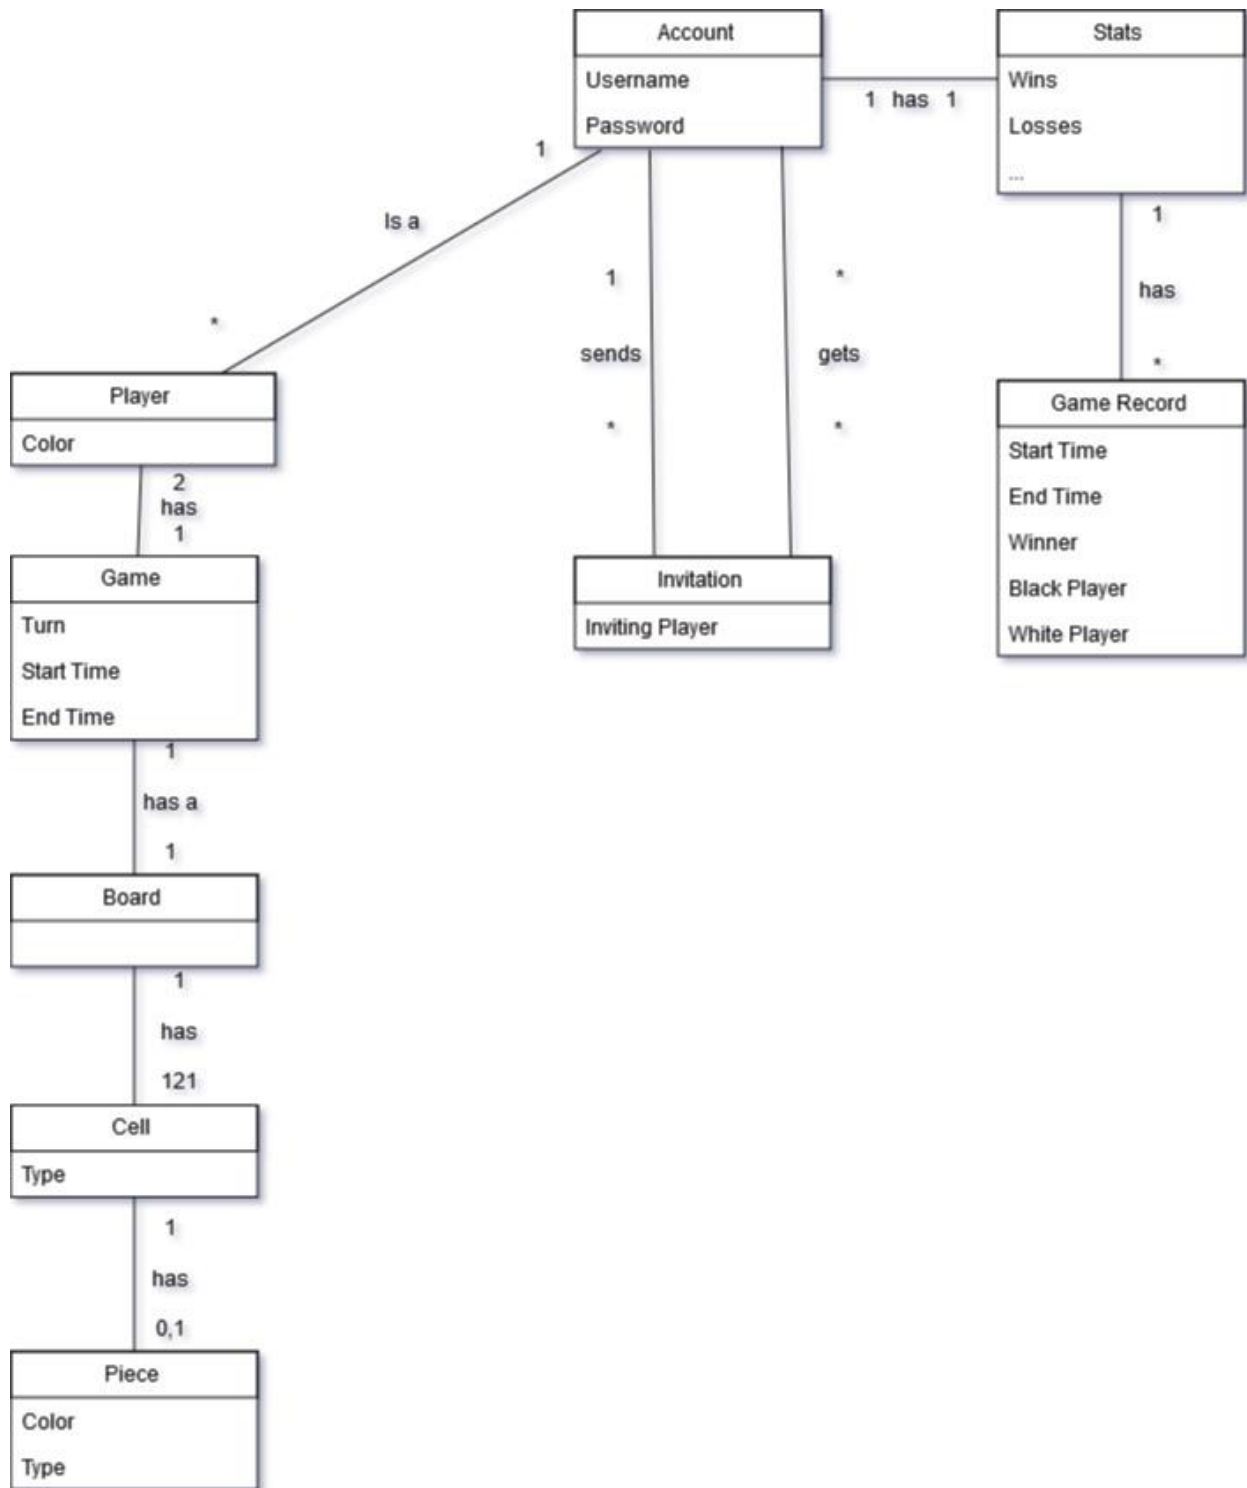 Account
Username
Password
1 has 1
Stats
Wins
Losses
...
1
has
*
Game Record
Start Time
End Time
Winner
Black Player
White Player
1
Is a
*
1
sends
*
*
gets
*
Invitation
Inviting Player
Player
Color
2
has
1
Game
Turn
Start Time
End Time
1
has a
1
Board
1
has
121
Cell
Type
1
has
0,1
Piece
Color
Type